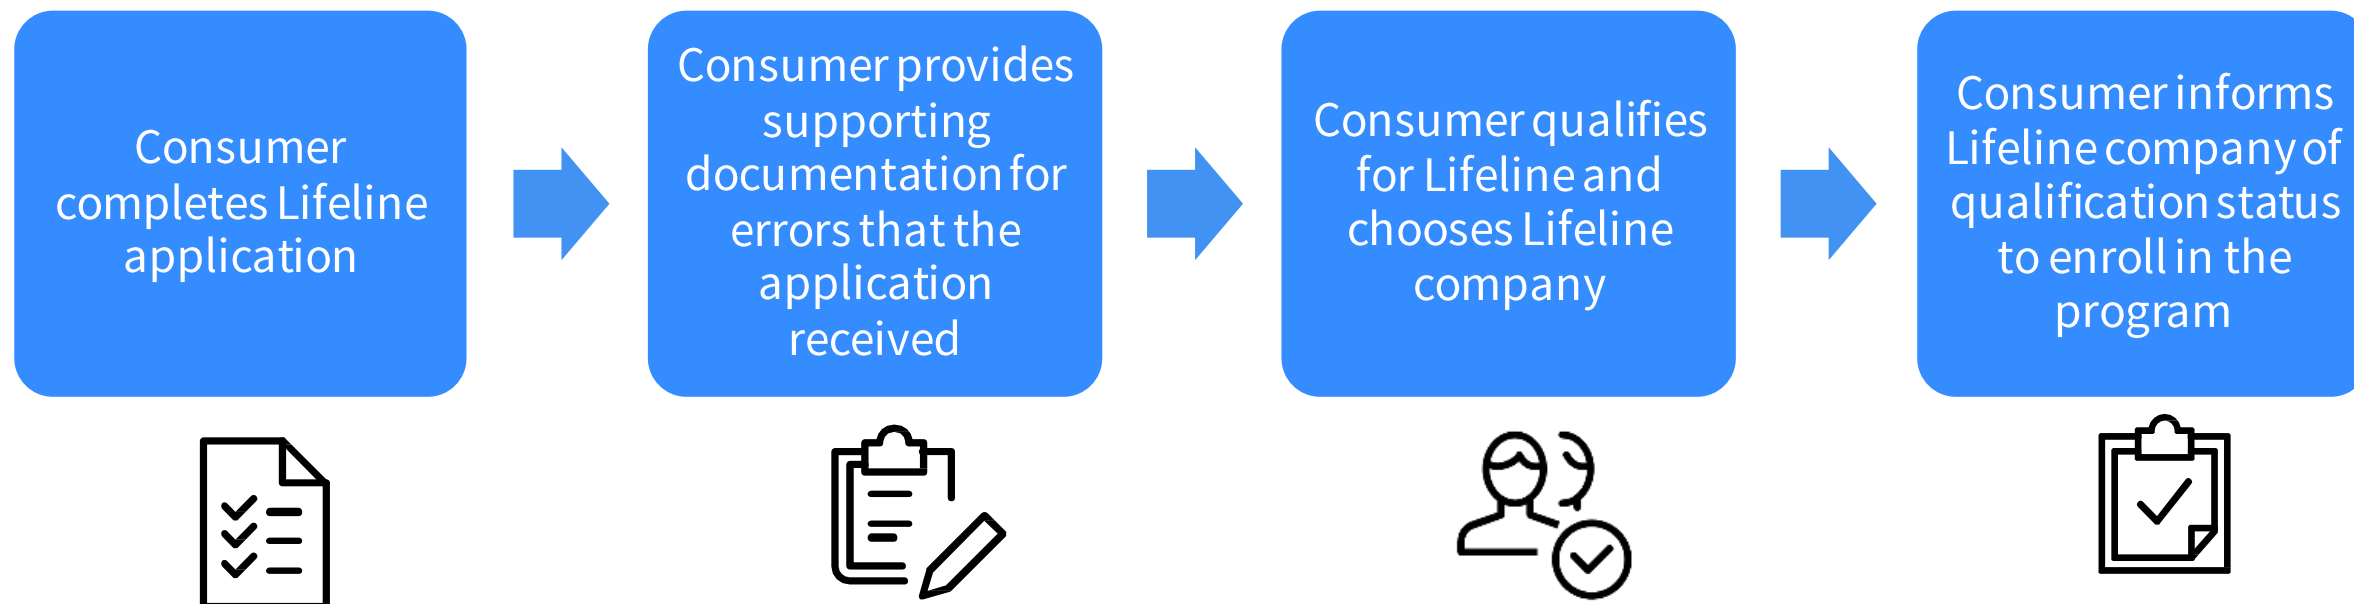 Consumer
completes Lifeline
application
Consumer provides
supporting
documentation for
errors that the
application
received
Consumer qualifies
for Lifeline and
chooses Lifeline
company
Consumer informs
Lifeline company of
qualification status
to enroll in the
program